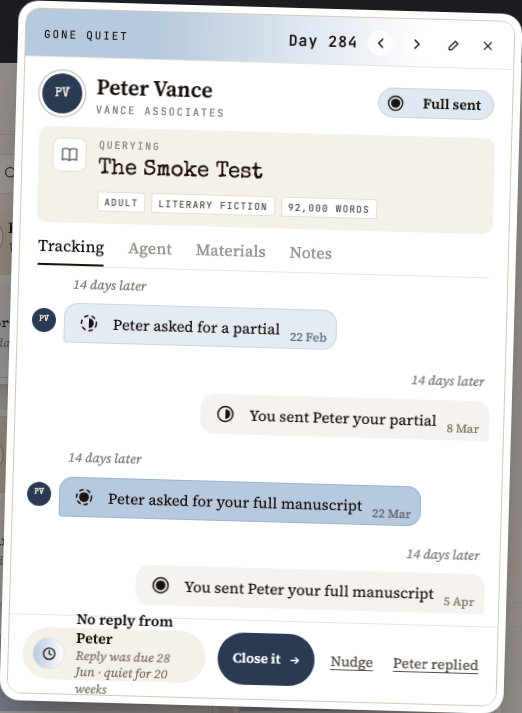 GONE QUIET
Day 284
PV
Peter Vance
VANCE ASSOCIATES
Full sent
QUERYING
The Smoke Test
ADULT
LITERARY FICTION
92,000 WORDS
Tracking
Agent
Materials
Notes
14 days later
PV
Peter asked for a partial
22 Feb
14 days later
You sent Peter your partial
8 Mar
14 days later
PV
Peter asked for your full manuscript
22 Mar
14 days later
You sent Peter your full manuscript
5 Apr
No reply from
Peter
Reply was due 28
Jun · quiet for 20
weeks
Close it →
Nudge
Peter replied